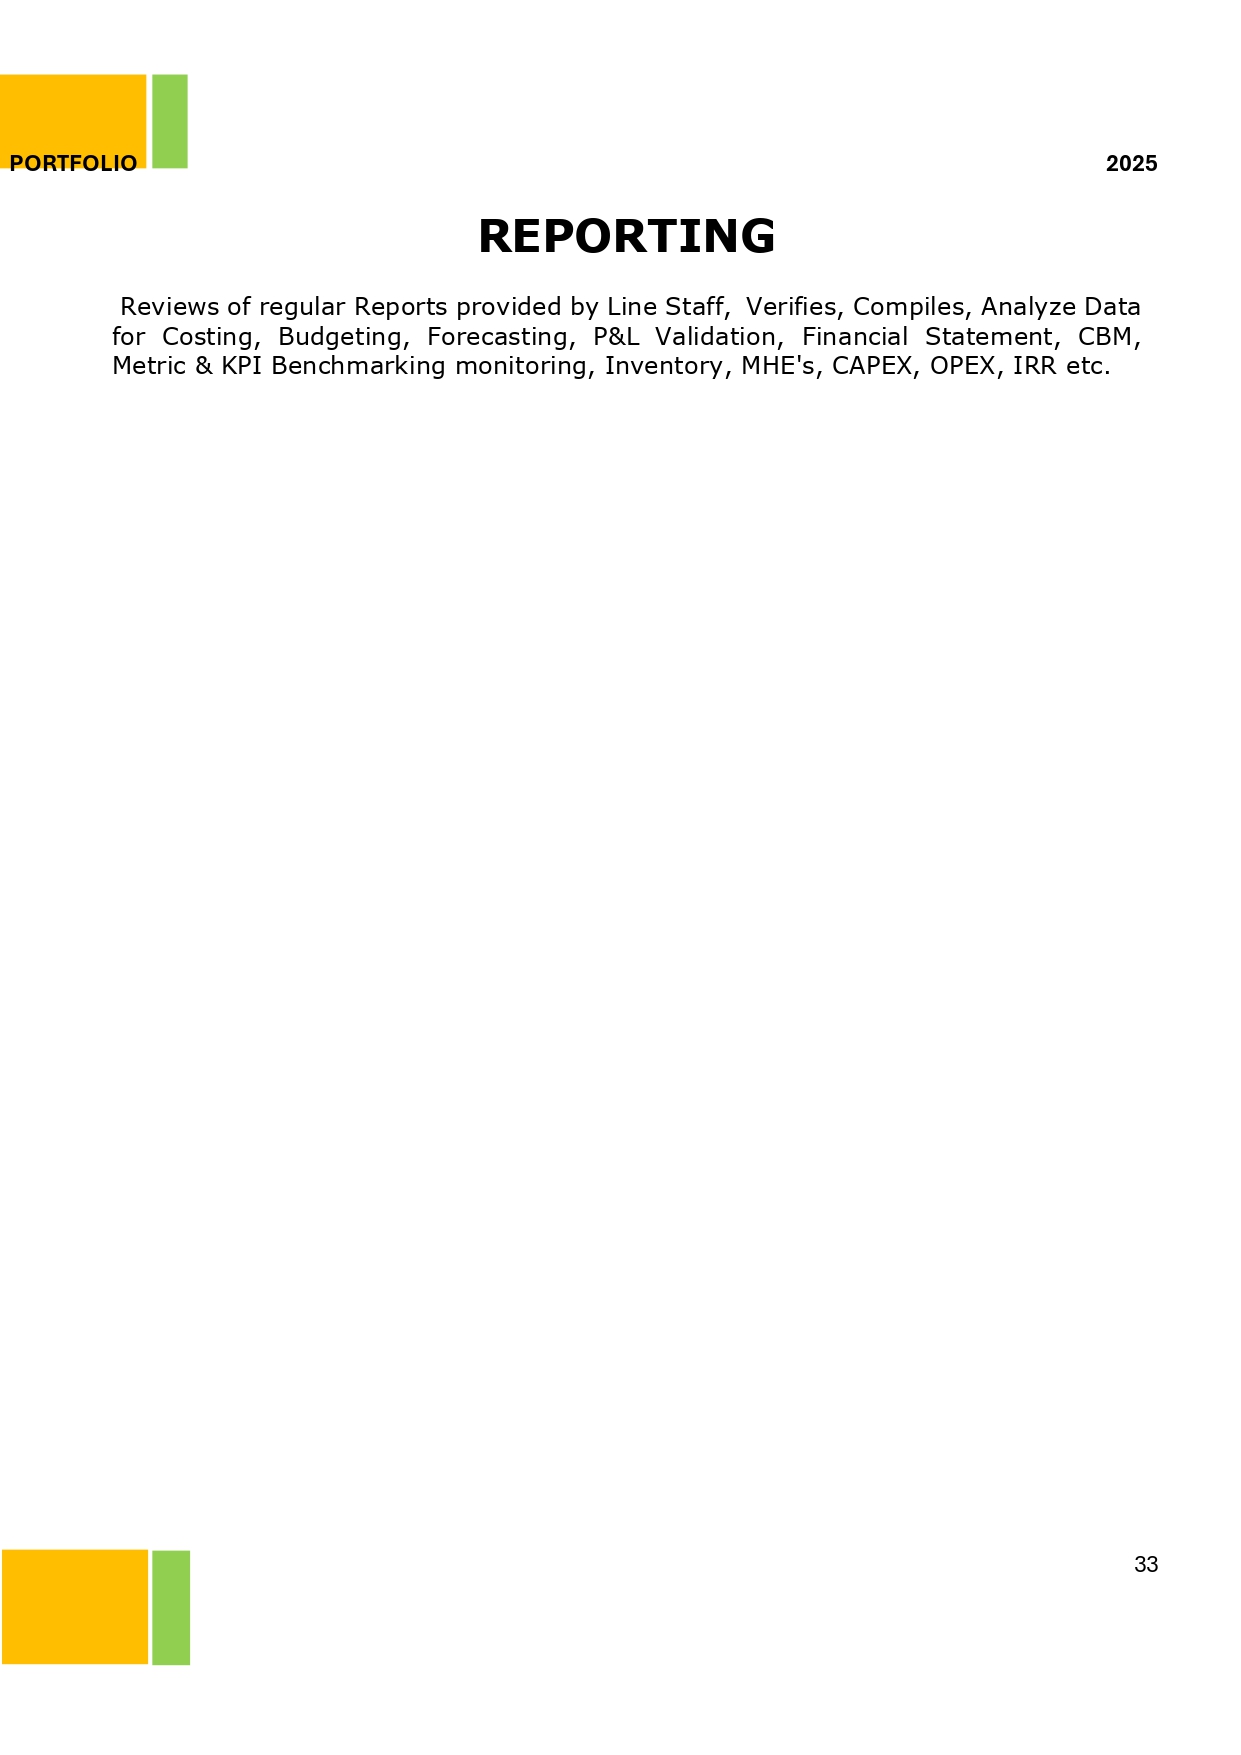 PORTFOLIO 2025
REPORTING
Reviews of regular Reports provided by Line Staff,  Verifies, Compiles, Analyze Data
for Costing, Budgeting, Forecasting, P&L Validation, Financial Statement, CBM,
Metric & KPI Benchmarking monitoring, Inventory, MHE's, CAPEX, OPEX, IRR etc.
33